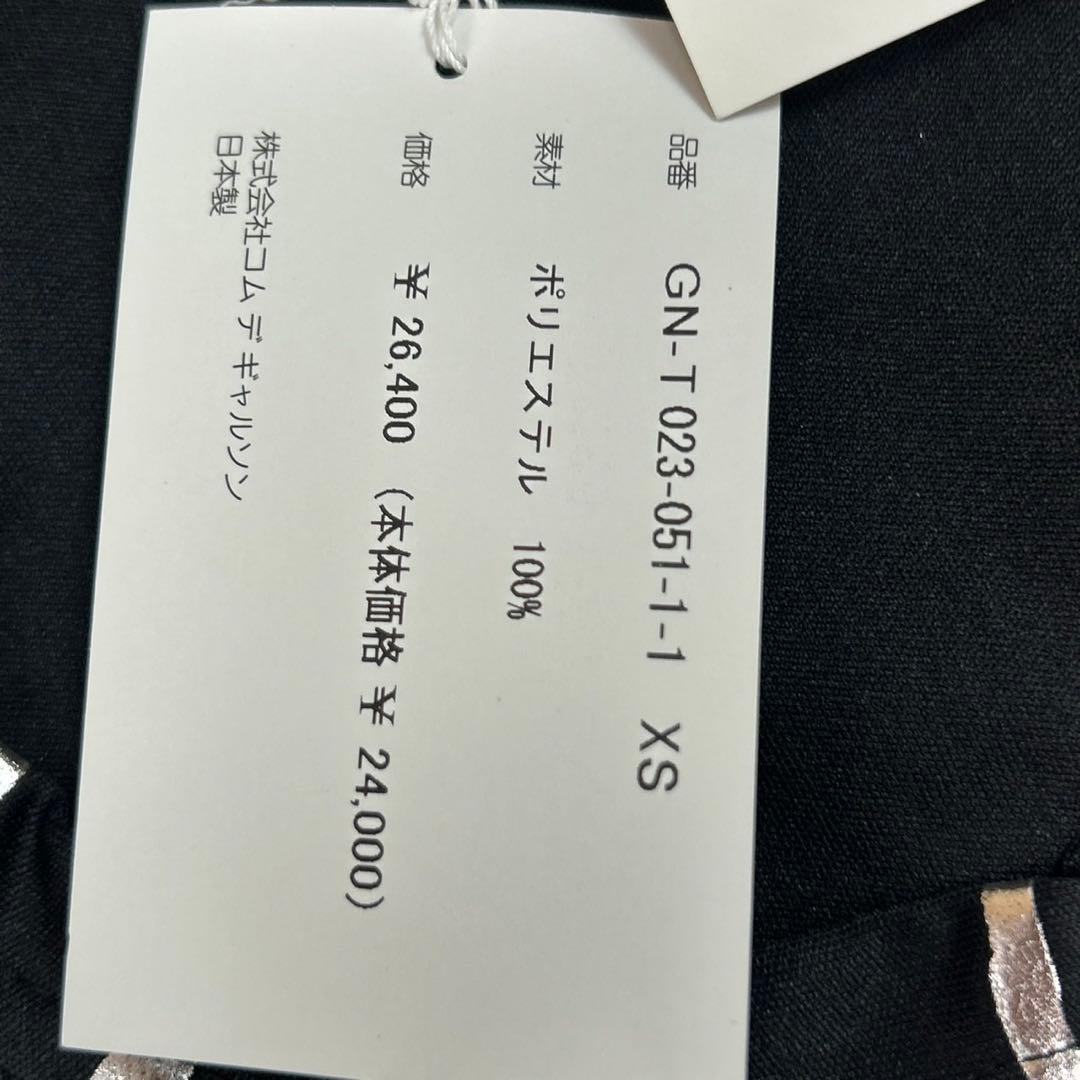 品番 GN-T023-051-1-1 XS
素材 ポリエステル 100%
価格 ¥ 26,400 (本体価格 ¥ 24,000)
株式会社コム デ ギャルソン
日本製